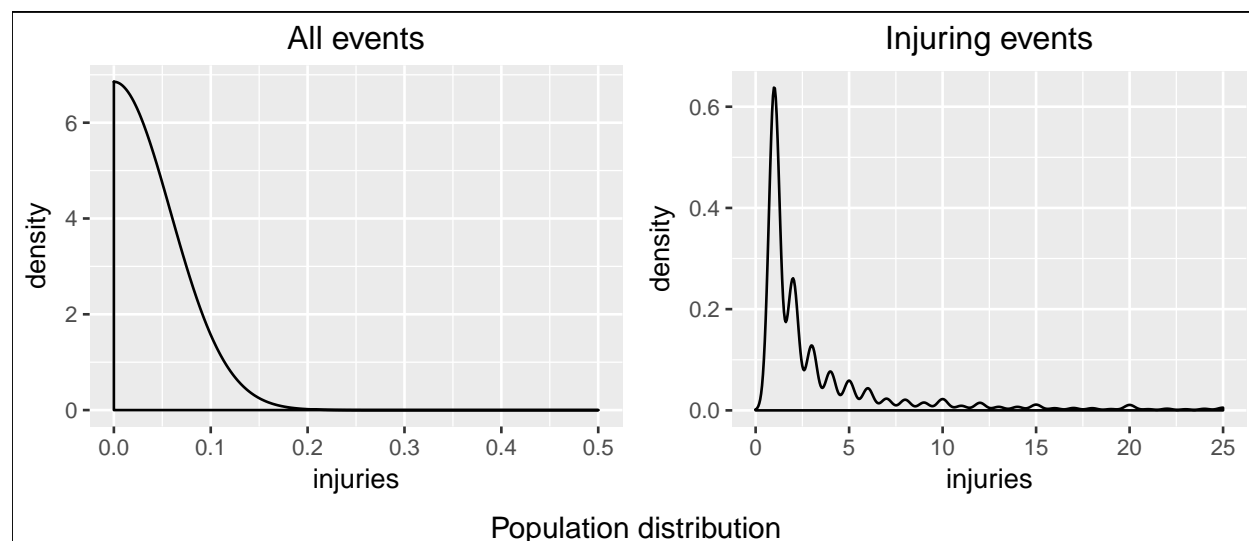 All events
Injuring events
6
4
2
0
density
0.0 0.1 0.2 0.3 0.4 0.5
injuries
0.6
0.4
0.2
0.0
density
0 5 10 15 20 25
injuries
Population distribution